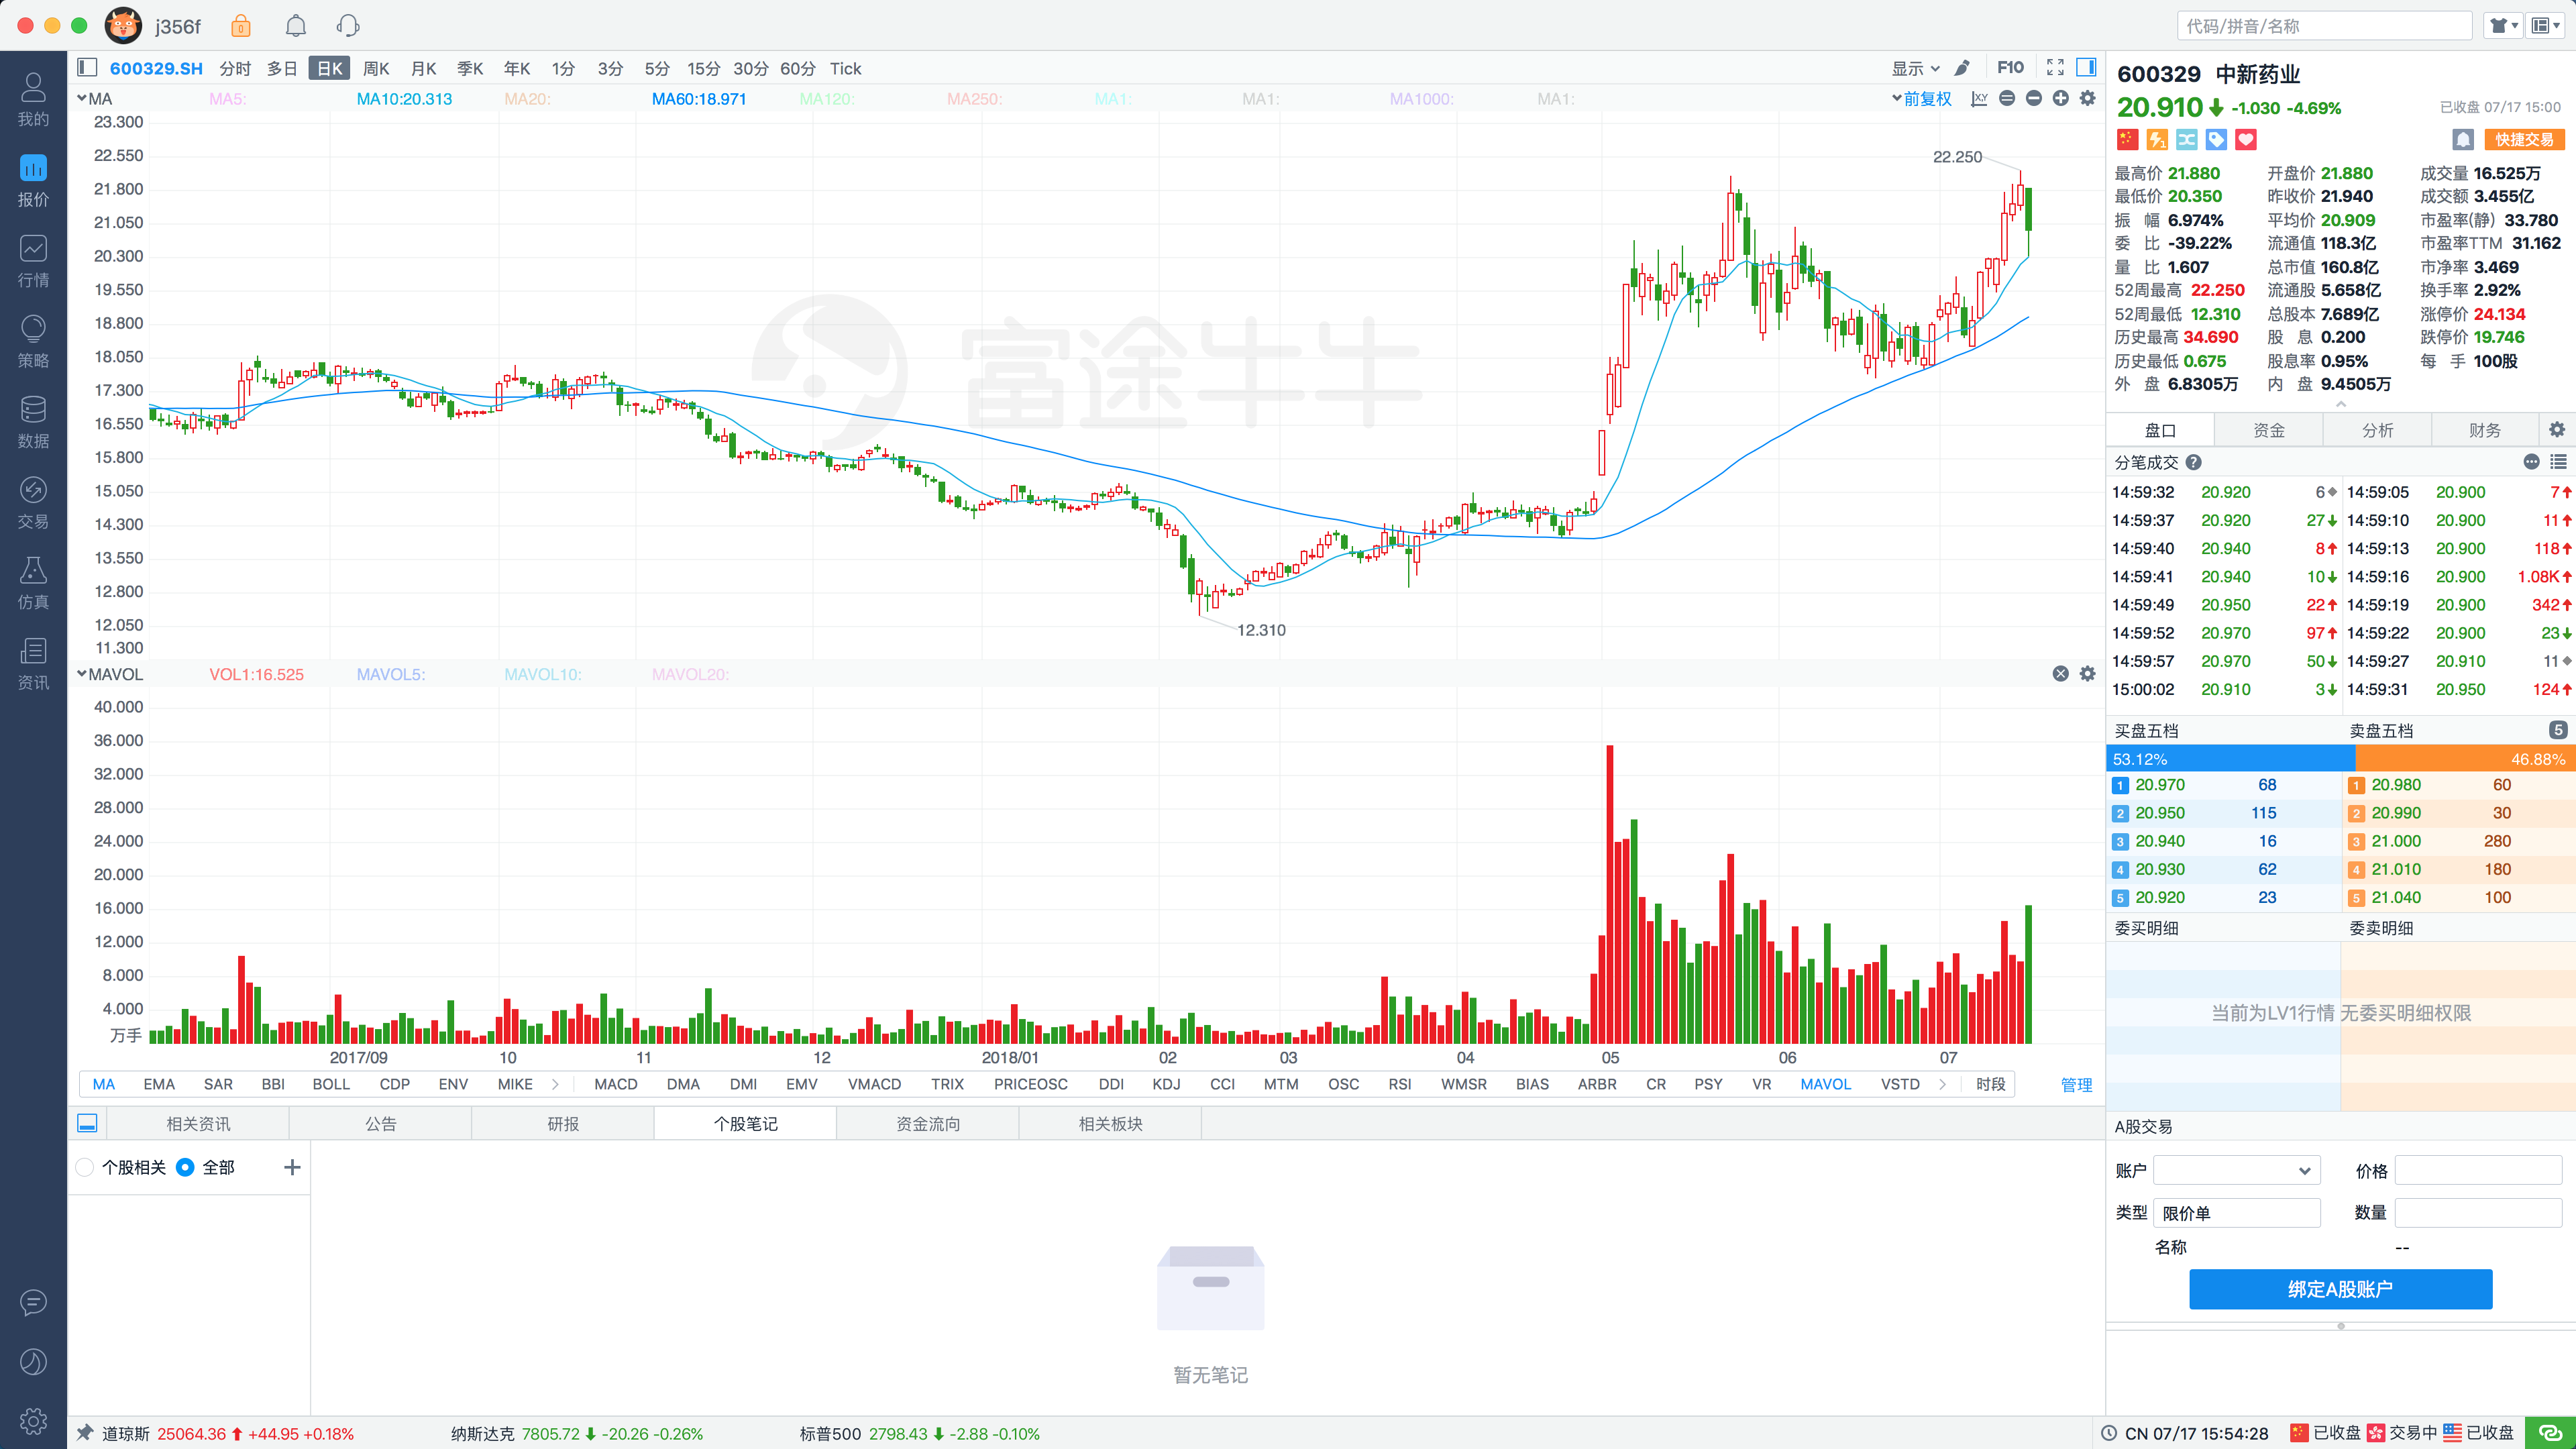 j356f
代码/拼音/名称
我的
报价
行情
策略
数据
交易
仿真
资讯
600329.SH 分时 多日 日K 周K 月K 季K 年K 1分 3分 5分 15分 30分 60分 Tick 显示 F10
MA MA5: MA10:20.313 MA20: MA60:18.971 MA120: MA250: MA1: MA1: MA1000: MA1: 前复权
23.300
22.550
21.800
21.050
20.300
19.550
18.800
18.050
17.300
16.550
15.800
15.050
14.300
13.550
12.800
12.050
11.300
22.250
12.310
富途牛牛
MAVOL VOL1:16.525 MAVOL5: MAVOL10: MAVOL20:
40.000
36.000
32.000
28.000
24.000
20.000
16.000
12.000
8.000
4.000
万手
2017/09 10 11 12 2018/01 02 03 04 05 06 07
MA EMA SAR BBI BOLL CDP ENV MIKE MACD DMA DMI EMV VMACD TRIX PRICEOSC DDI KDJ CCI MTM OSC RSI WMSR BIAS ARBR CR PSY VR MAVOL VSTD 时段 管理
相关资讯 公告 研报 个股笔记 资金流向 相关板块
个股相关 全部
暂无笔记
600329 中新药业
20.910 -1.030 -4.69% 已收盘 07/17 15:00
快捷交易
最高价 21.880 开盘价 21.880 成交量 16.525万
最低价 20.350 昨收价 21.940 成交额 3.455亿
振 幅 6.974% 平均价 20.909 市盈率(静) 33.780
委 比 -39.22% 流通值 118.3亿 市盈率TTM 31.162
量 比 1.607 总市值 160.8亿 市净率 3.469
52周最高 22.250 流通股 5.658亿 换手率 2.92%
52周最低 12.310 总股本 7.689亿 涨停价 24.134
历史最高 34.690 股 息 0.200 跌停价 19.746
历史最低 0.675 股息率 0.95% 每 手 100股
外 盘 6.8305万 内 盘 9.4505万
盘口 资金 分析 财务
分笔成交
14:59:32 20.920 6 14:59:05 20.900 7
14:59:37 20.920 27 14:59:10 20.900 11
14:59:40 20.940 8 14:59:13 20.900 118
14:59:41 20.940 10 14:59:16 20.900 1.08K
14:59:49 20.950 22 14:59:19 20.900 342
14:59:52 20.970 97 14:59:22 20.900 23
14:59:57 20.970 50 14:59:27 20.910 11
15:00:02 20.910 3 14:59:31 20.950 124
买盘五档 卖盘五档 5
53.12% 46.88%
1 20.970 68 1 20.980 60
2 20.950 115 2 20.990 30
3 20.940 16 3 21.000 280
4 20.930 62 4 21.010 180
5 20.920 23 5 21.040 100
委买明细 委卖明细
当前为LV1行情 无委买明细权限
A股交易
账户 价格
类型 限价单 数量
名称 --
绑定A股账户
道琼斯 25064.36 +44.95 +0.18% 纳斯达克 7805.72 -20.26 -0.26% 标普500 2798.43 -2.88 -0.10% CN 07/17 15:54:28 已收盘 交易中 已收盘